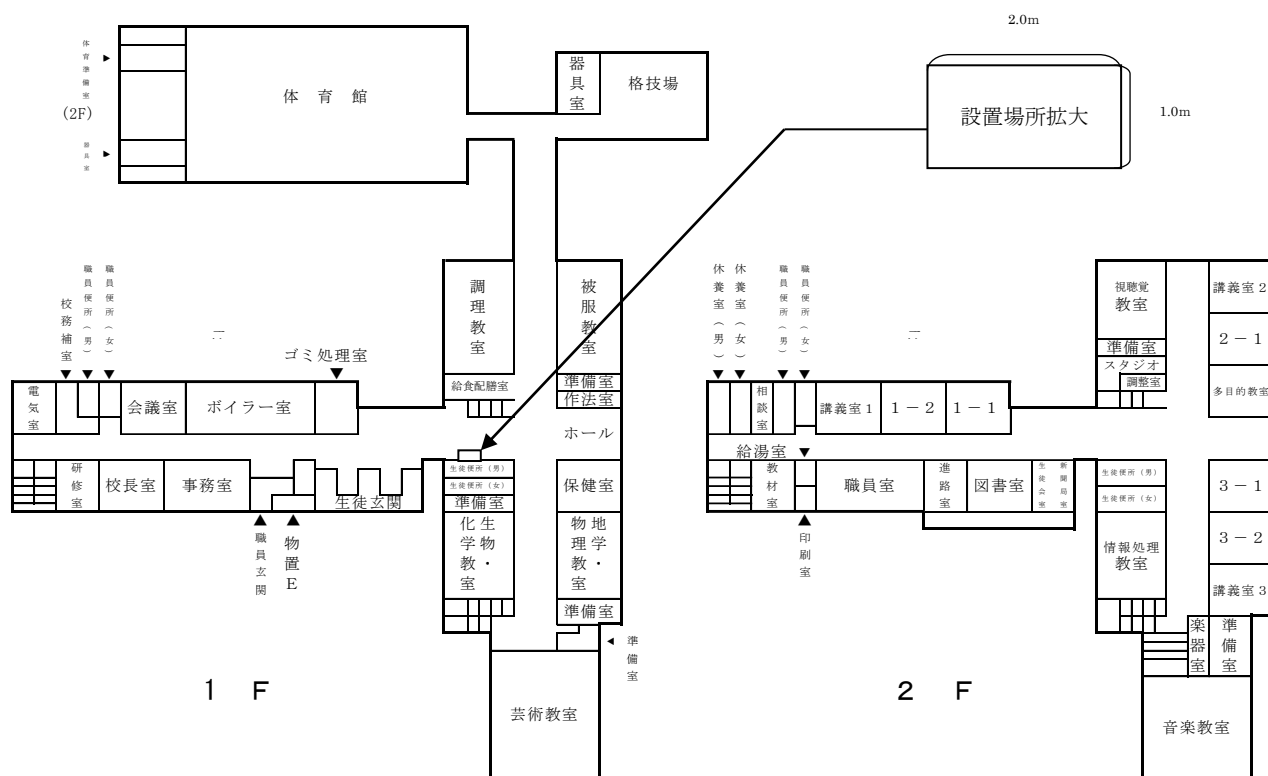 2.0m
設置場所拡大
1.0m
体育準備室
(2F)
器具室
体 育 館
器具室
格技場
調理教室
被服教室
給食配膳室
準備室
作法室
ホール
校務補室
職員便所(男)
職員便所(女)
ゴミ処理室
電気室
会議室
ボイラー室
研修室
校長室
事務室
生徒玄関
職員玄関
物置E
生徒便所(男)
生徒便所(女)
準備室
保健室
生物・化学教室
地学・物理教室
準備室
準備室
芸術教室
1 F
休養室(男)
休養室(女)
職員便所(男)
職員便所(女)
視聴覚
教室
準備室
スタジオ
調整室
講義室2
2-1
多目的教室
相談室
講義室1
1-2
1-1
給湯室
教材室
職員室
進路室
図書室
生徒会室
新聞局室
印刷室
生徒便所(男)
生徒便所(女)
情報処理
教室
3-1
3-2
講義室3
楽器室
準備室
音楽教室
2 F